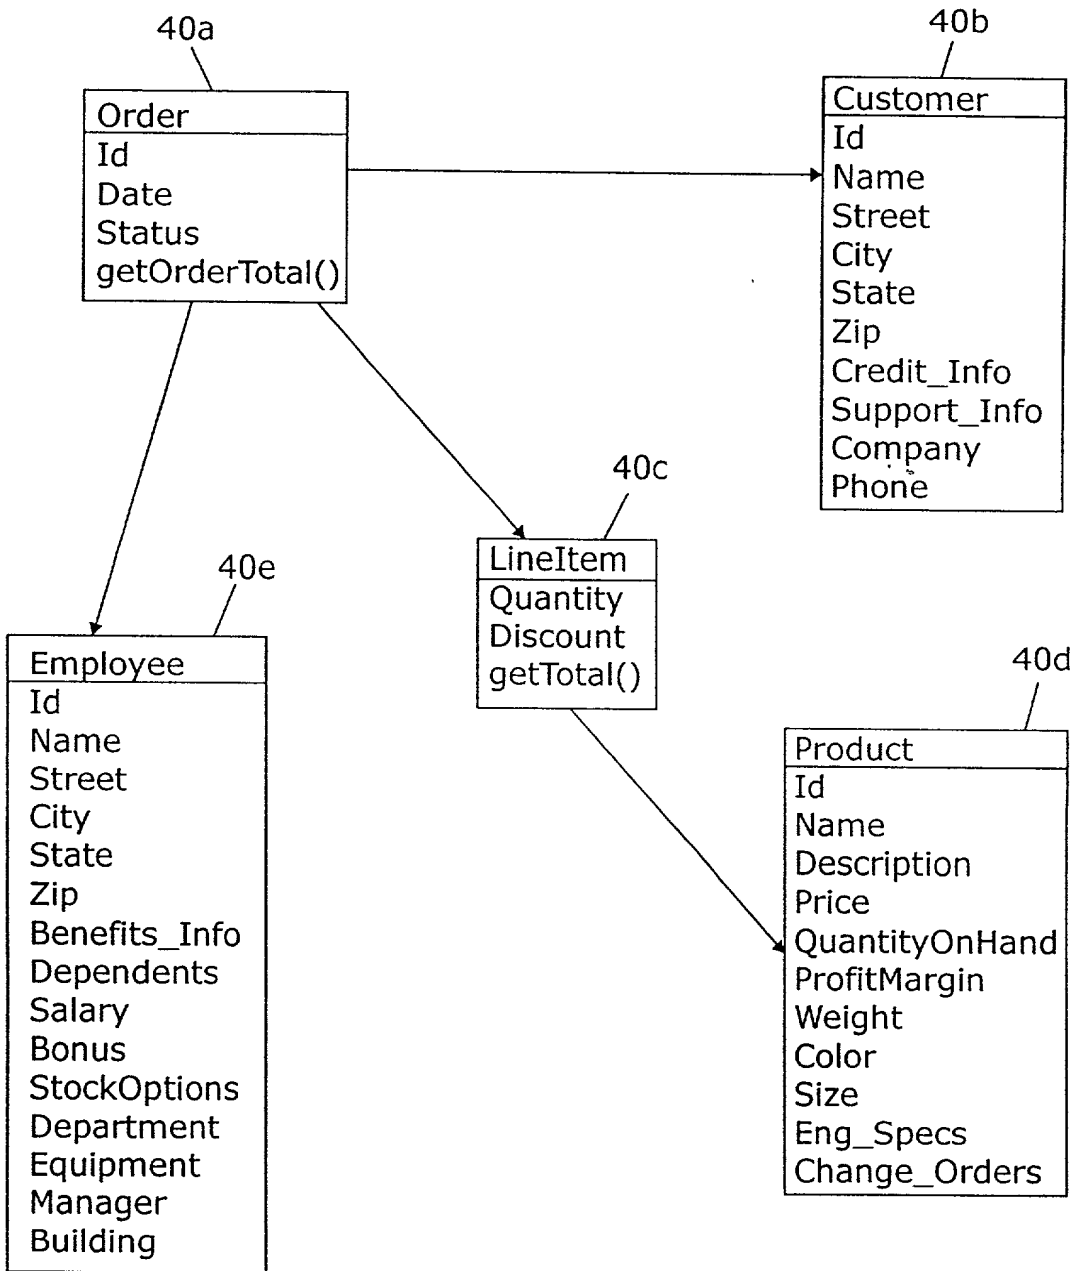 40a
Order
Id
Date
Status
getOrderTotal()
40b
Customer
Id
Name
Street
City
State
Zip
Credit_Info
Support_Info
Company
Phone
40c
LineItem
Quantity
Discount
getTotal()
40e
Employee
Id
Name
Street
City
State
Zip
Benefits_Info
Dependents
Salary
Bonus
StockOptions
Department
Equipment
Manager
Building
40d
Product
Id
Name
Description
Price
QuantityOnHand
ProfitMargin
Weight
Color
Size
Eng_Specs
Change_Orders